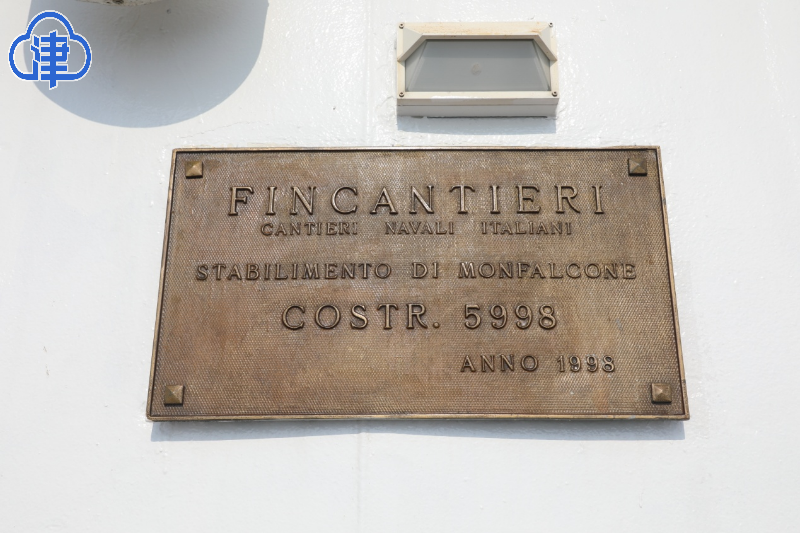 津
FINCANTIERI
CANTIERI NAVALI ITALIANI
STABILIMENTO DI MONFALCONE
COSTR. 5998
ANNO 1998